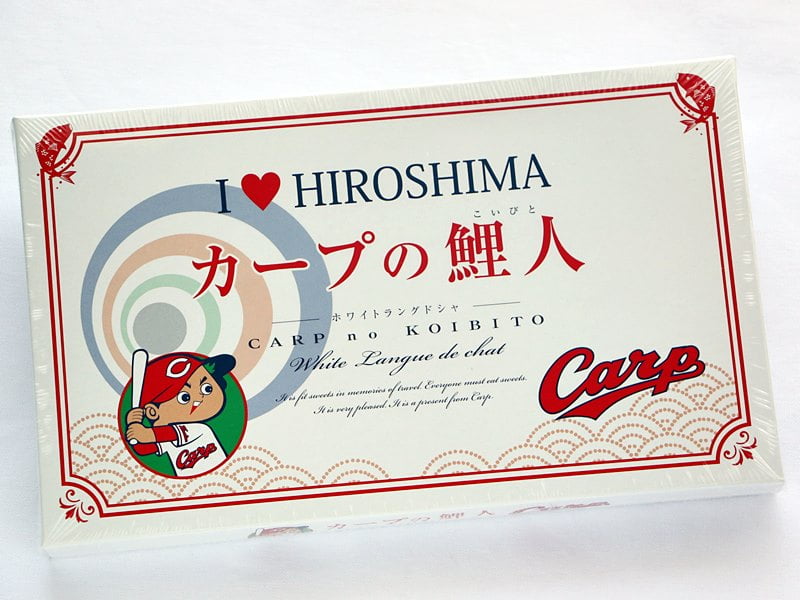 I ♥ HIROSHIMA
こいびと
カープの鯉人
ホワイトラングドシャ
CARP no KOIBITO
White Langue de chat
It is fit sweets in memories of travel. Everyone must eat sweets.
It is very pleased. It is a present from Carp.
Carp
C
Carp
カープの鯉人 Carp